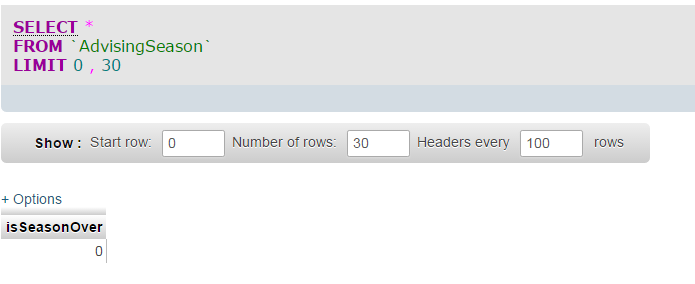 SELECT *
FROM `AdvisingSeason`
LIMIT 0 , 30
Show : Start row: 0 Number of rows: 30 Headers every 100 rows
+ Options
isSeasonOver
0